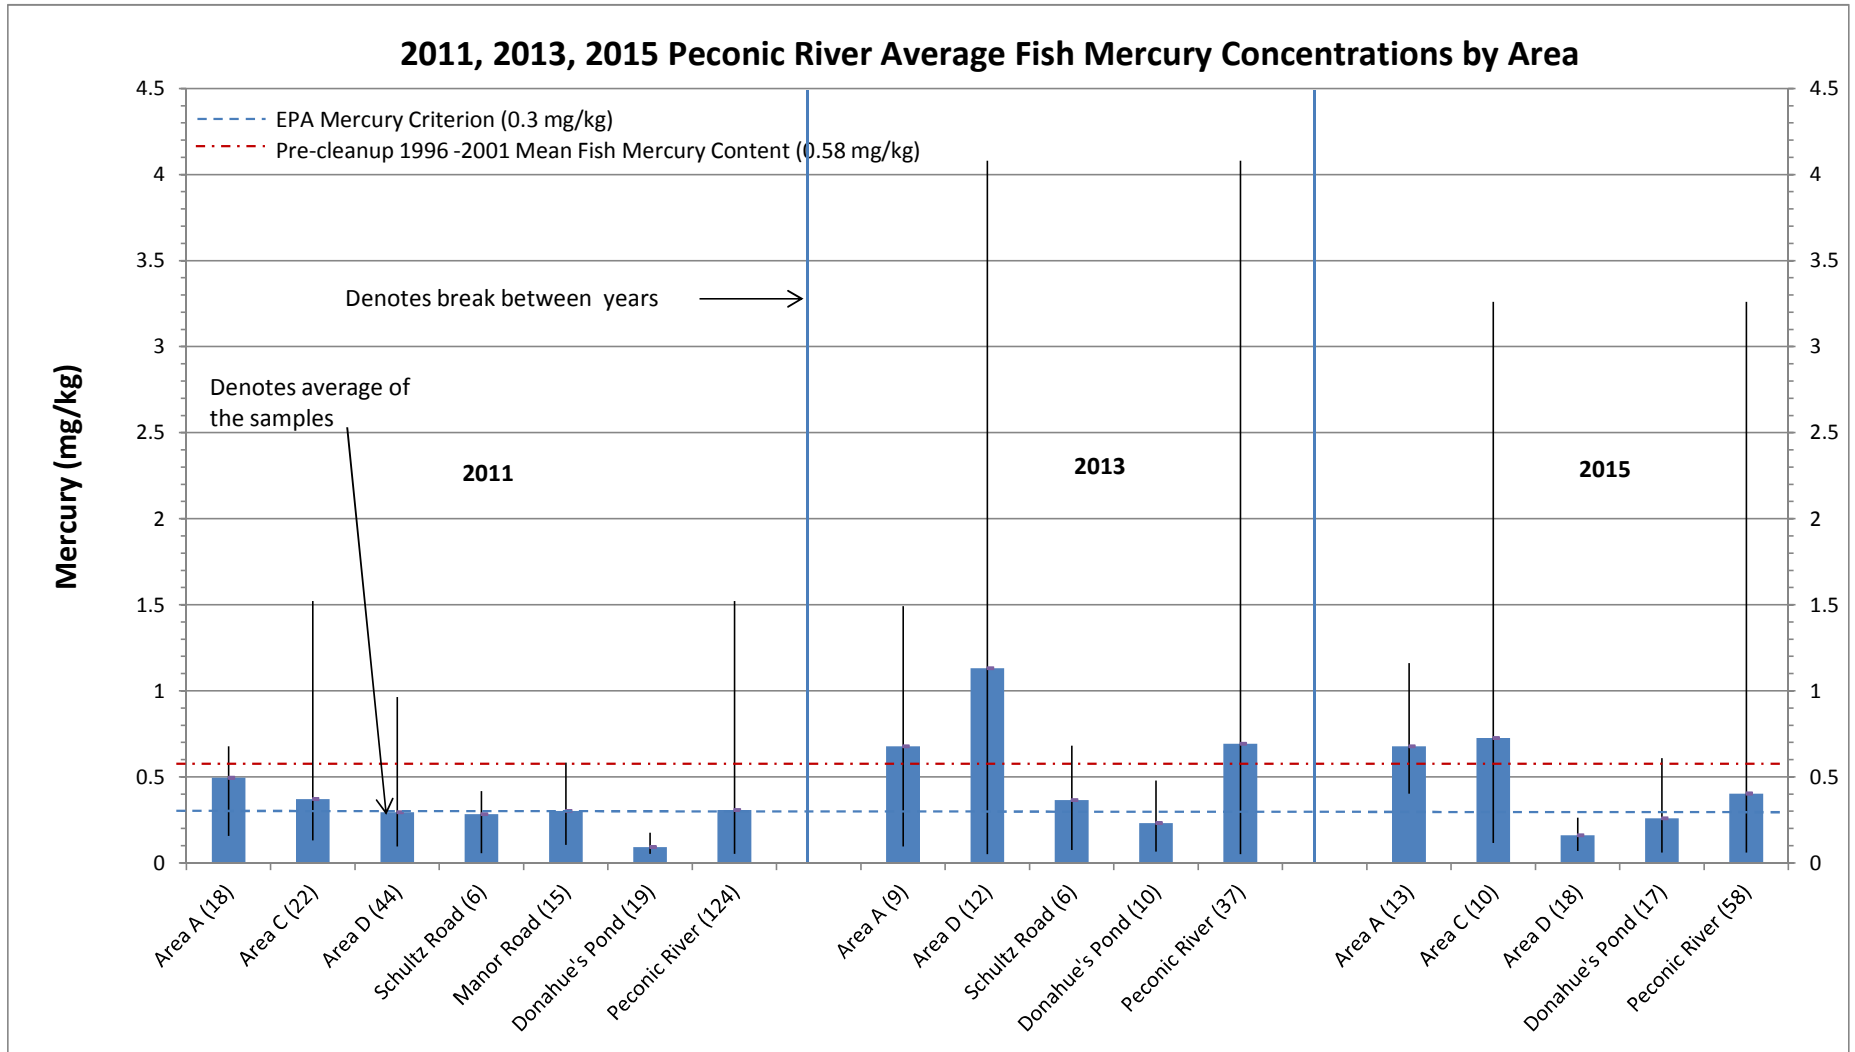 2011, 2013, 2015 Peconic River Average Fish Mercury Concentrations by Area
EPA Mercury Criterion (0.3 mg/kg)
Pre-cleanup 1996 -2001 Mean Fish Mercury Content (0.58 mg/kg)
Denotes break between years
Denotes average of
the samples
2011
2013
2015
Mercury (mg/kg)
4.5
4
3.5
3
2.5
2
1.5
1
0.5
0
4.5
4
3.5
3
2.5
2
1.5
1
0.5
0
Area A (18)
Area C (22)
Area D (44)
Schultz Road (6)
Manor Road (15)
Donahue's Pond (19)
Peconic River (124)
Area A (9)
Area D (12)
Schultz Road (6)
Donahue's Pond (10)
Peconic River (37)
Area A (13)
Area C (10)
Area D (18)
Donahue's Pond (17)
Peconic River (58)